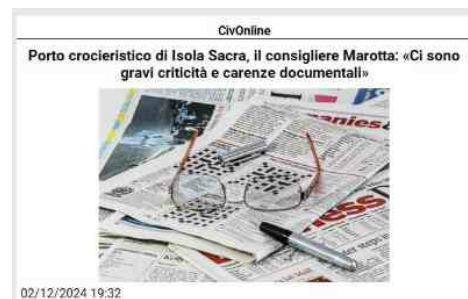 CivOnline
Porto crocieristico di Isola Sacra, il consigliere Marotta: «Ci sono
gravi criticità e carenze documentali»
02/12/2024 19:32